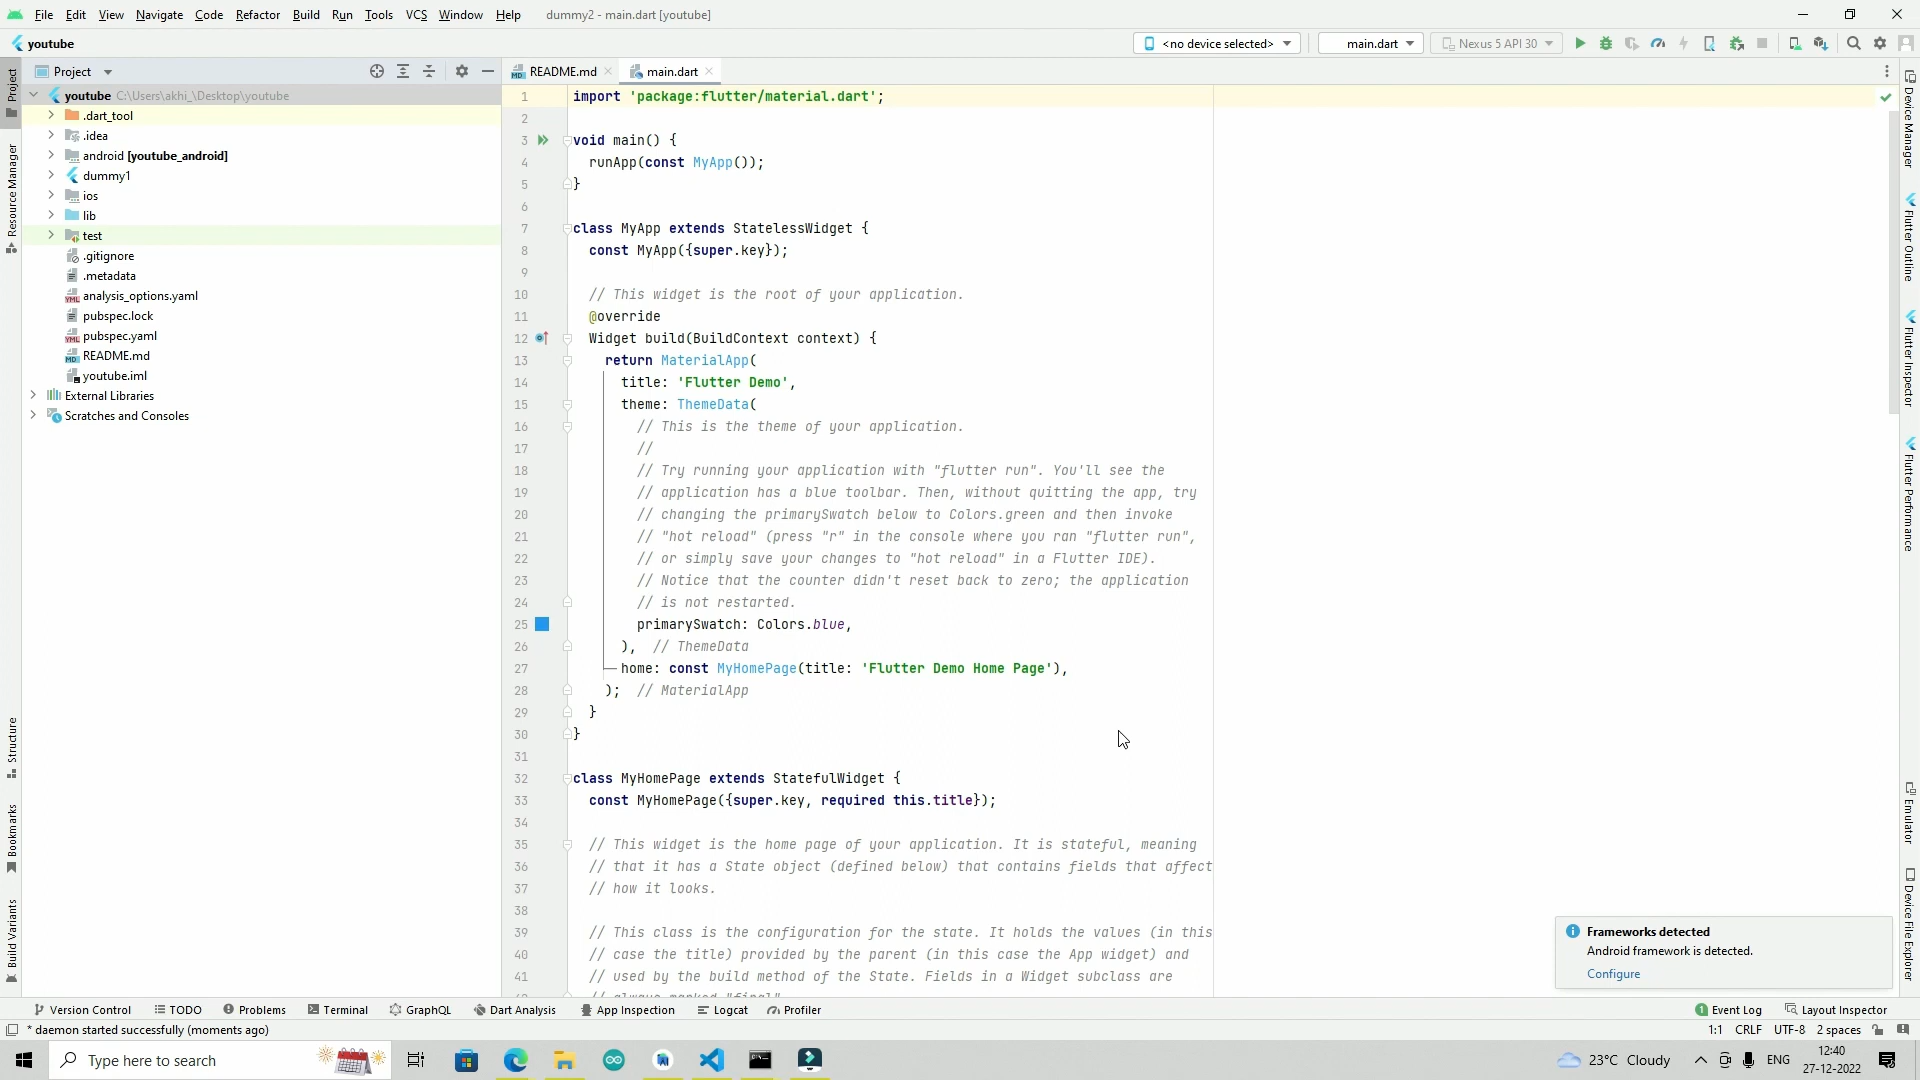 File Edit View Navigate Code Refactor Build Run Tools VCS Window Help dummy2 - main.dart [youtube]
youtube
<no device selected> main.dart Nexus 5 API 30
Project
README.md main.dart
youtube C:\Users\akhi_\Desktop\youtube
.dart_tool
.idea
android [youtube_android]
dummy1
ios
lib
test
.gitignore
.metadata
analysis_options.yaml
pubspec.lock
pubspec.yaml
README.md
youtube.iml
External Libraries
Scratches and Consoles
Project
Resource Manager
Structure
Bookmarks
Build Variants
1 import 'package:flutter/material.dart';
2
3 void main() {
4 runApp(const MyApp());
5 }
6
7 class MyApp extends StatelessWidget {
8 const MyApp({super.key});
9
10 // This widget is the root of your application.
11 @override
12 Widget build(BuildContext context) {
13 return MaterialApp(
14 title: 'Flutter Demo',
15 theme: ThemeData(
16 // This is the theme of your application.
17 //
18 // Try running your application with "flutter run". You'll see the
19 // application has a blue toolbar. Then, without quitting the app, try
20 // changing the primarySwatch below to Colors.green and then invoke
21 // "hot reload" (press "r" in the console where you ran "flutter run",
22 // or simply save your changes to "hot reload" in a Flutter IDE).
23 // Notice that the counter didn't reset back to zero; the application
24 // is not restarted.
25 primarySwatch: Colors.blue,
26 ), // ThemeData
27 home: const MyHomePage(title: 'Flutter Demo Home Page'),
28 ); // MaterialApp
29 }
30 }
31
32 class MyHomePage extends StatefulWidget {
33 const MyHomePage({super.key, required this.title});
34
35 // This widget is the home page of your application. It is stateful, meaning
36 // that it has a State object (defined below) that contains fields that affect
37 // how it looks.
38
39 // This class is the configuration for the state. It holds the values (in this
40 // case the title) provided by the parent (in this case the App widget) and
41 // used by the build method of the State. Fields in a Widget subclass are
42 // always marked "final".
Device Manager
Flutter Outline
Flutter Inspector
Flutter Performance
Emulator
Device File Explorer
Frameworks detected
Android framework is detected.
Configure
Version Control TODO Problems Terminal GraphQL Dart Analysis App Inspection Logcat Profiler 1 Event Log Layout Inspector
* daemon started successfully (moments ago) 1:1 CRLF UTF-8 2 spaces
Type here to search 23°C Cloudy ENG 12:40
27-12-2022